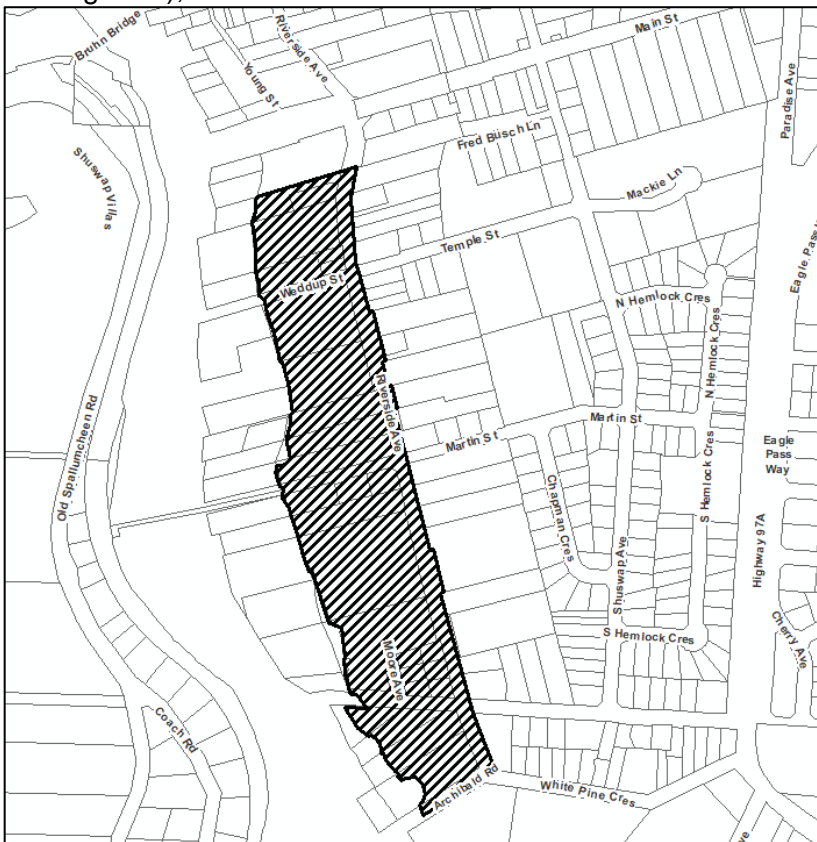 Bruhn Bridge
Riverside Ave
Main St
Young St
Paradise Ave
Fred Busch Ln
Shuswap Villas
Mackie Ln
Temple St
Eagle Pass
Weddup St
N Hemlock Cres
N Hemlock Cres
Riverside Ave
Old Spallumcheen Rd
Martin St
Martin St
Eagle
Pass
Way
S Hemlock Cres
Chapman Cres
Highway 97A
Shuswap Ave
S Hemlock Cres
Cherry Ave
Moore Ave
Coach Rd
Archibald Rd
White Pine Cres
ve